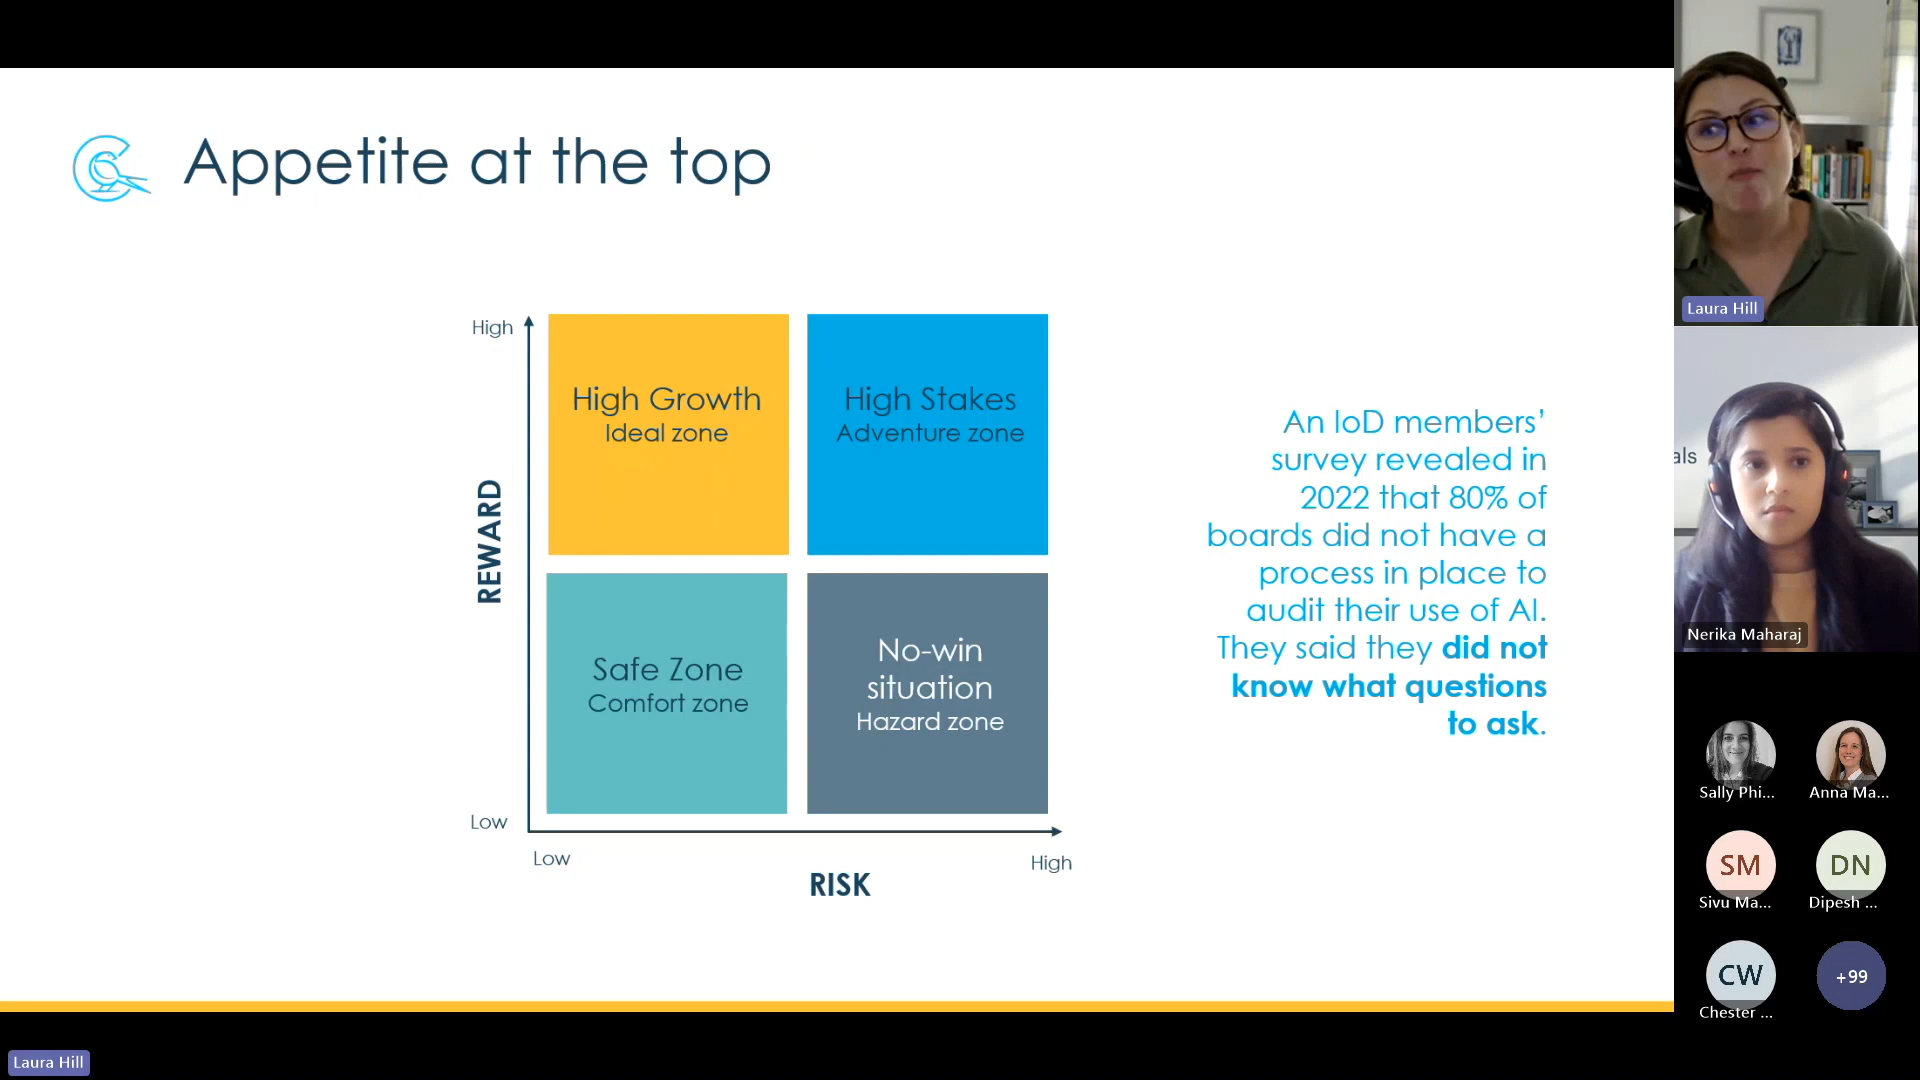 Appetite at the top
High
High Growth
Ideal zone
High Stakes
Adventure zone
REWARD
Safe Zone
Comfort zone
No-win
situation
Hazard zone
Low
Low
High
RISK
An IoD members’
survey revealed in
2022 that 80% of
boards did not have a
process in place to
audit their use of AI.
They said they did not
know what questions
to ask.
Laura Hill
als
Nerika Maharaj
Sally Phi...
Anna Ma...
SM
Sivu Ma...
DN
Dipesh ...
CW
Chester ...
+99
Laura Hill